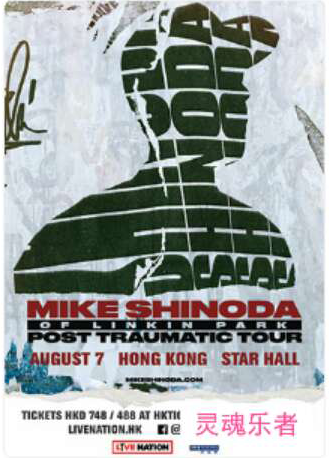 MIKE SHINODA
OF LINKIN PARK
POST TRAUMATIC TOUR
AUGUST 7 HONG KONG STAR HALL
MIKESHINODA.COM
TICKETS HKD 748 / 488 AT HKTIC
LIVENATION.HK
灵魂乐者
LIVE NATION